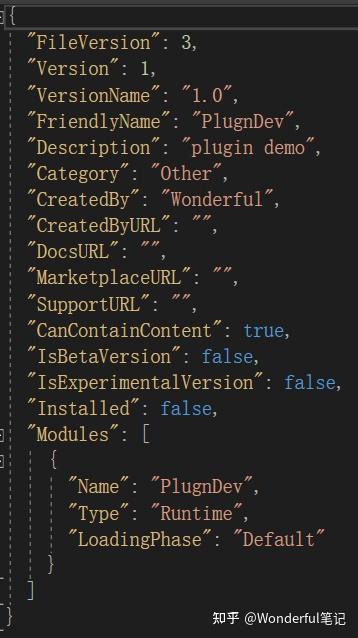 {
"FileVersion": 3,
"Version": 1,
"VersionName": "1.0",
"FriendlyName": "PlugnDev",
"Description": "plugin demo",
"Category": "Other",
"CreatedBy": "Wonderful",
"CreatedByURL": "",
"DocsURL": "",
"MarketplaceURL": "",
"SupportURL": "",
"CanContainContent": true,
"IsBetaVersion": false,
"IsExperimentalVersion": false,
"Installed": false,
"Modules": [
{
"Name": "PlugnDev",
"Type": "Runtime",
"LoadingPhase": "Default"
}
]
}
知乎 @Wonderful笔记